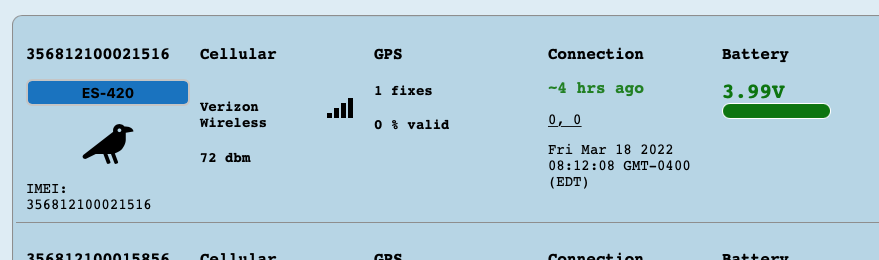 356812100021516 Cellular GPS Connection Battery
ES-420
1 fixes
~4 hrs ago
3.99V
Verizon
Wireless
0 % valid
0, 0
72 dbm
Fri Mar 18 2022
08:12:08 GMT-0400
(EDT)
IMEI:
356812100021516
356812100015856 Cellular GPS Connection Battery